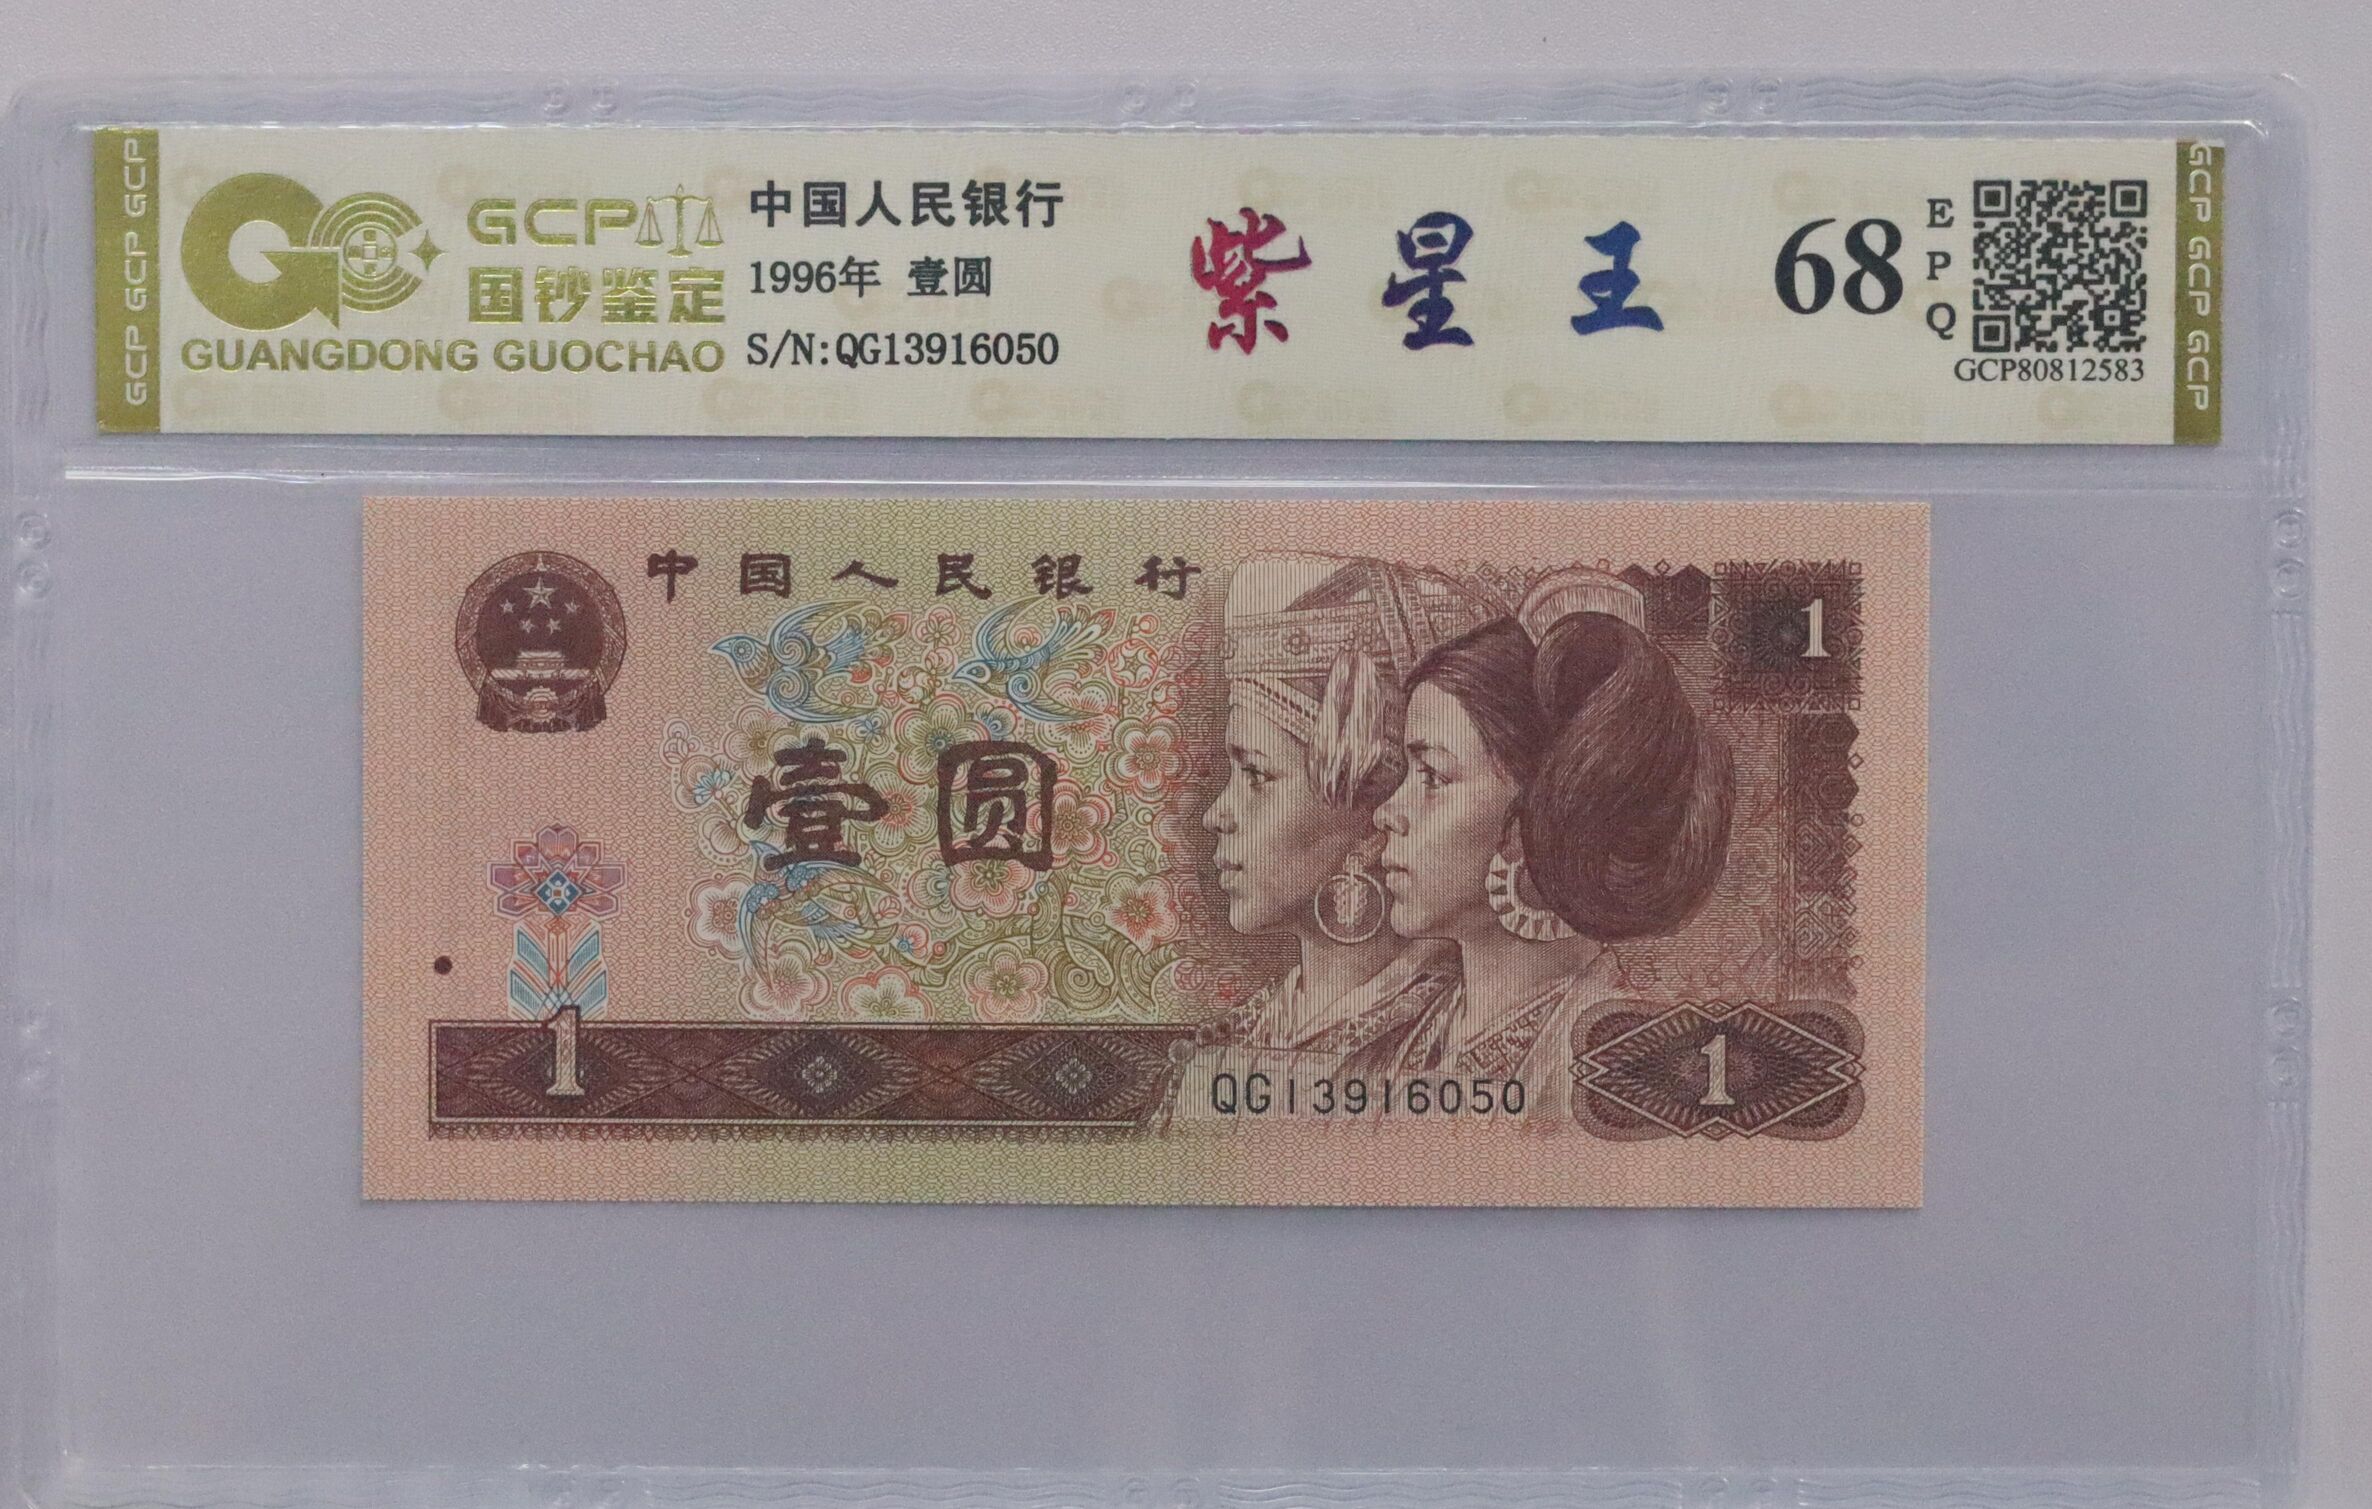 GCP GCP GCP
GCP
国钞鉴定
GUANGDONG GUOCHAO
中国人民银行
1996年 壹圆
S/N:QG13916050
紫星王
68
EPQ
GCP80812583
GCP GCP GCP
中国人民银行
1
壹圆
1
QG13916050
1